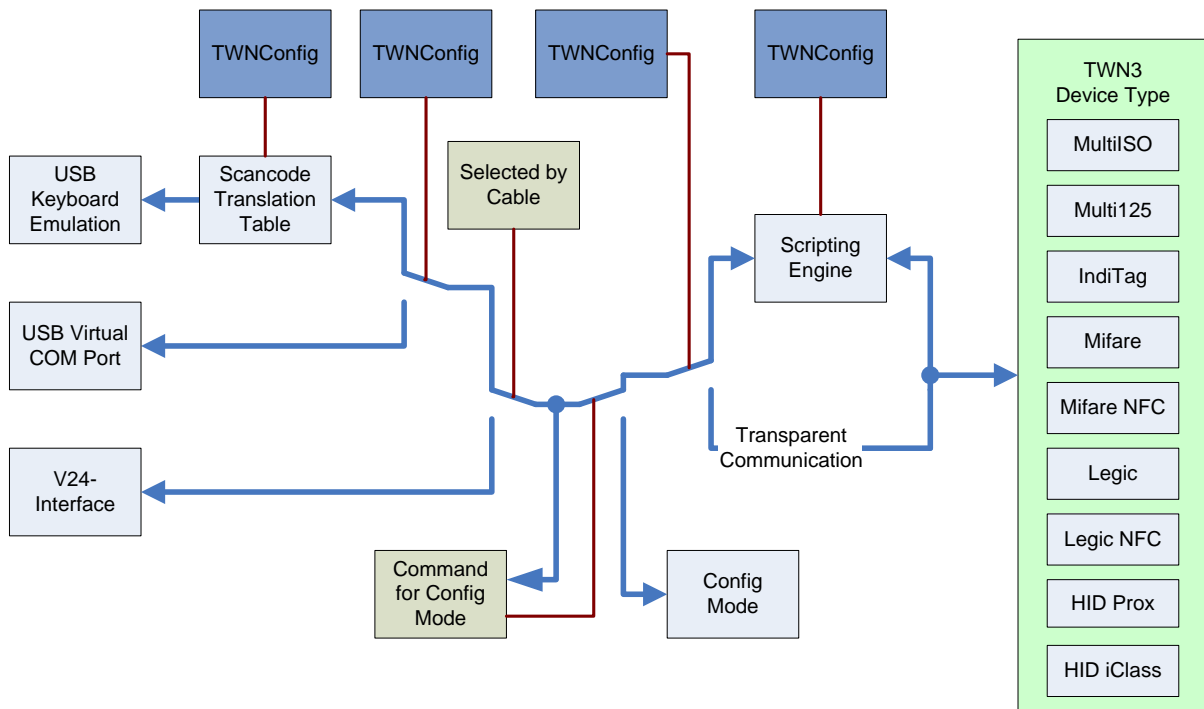 TWNConfig
TWNConfig
TWNConfig
TWNConfig
TWN3
Device Type
MultiISO
Multi125
IndiTag
Mifare
Mifare NFC
Legic
Legic NFC
HID Prox
HID iClass
USB
Keyboard
Emulation
Scancode
Translation
Table
Selected by
Cable
Scripting
Engine
USB Virtual
COM Port
Transparent
Communication
V24-
Interface
Command
for Config
Mode
Config
Mode